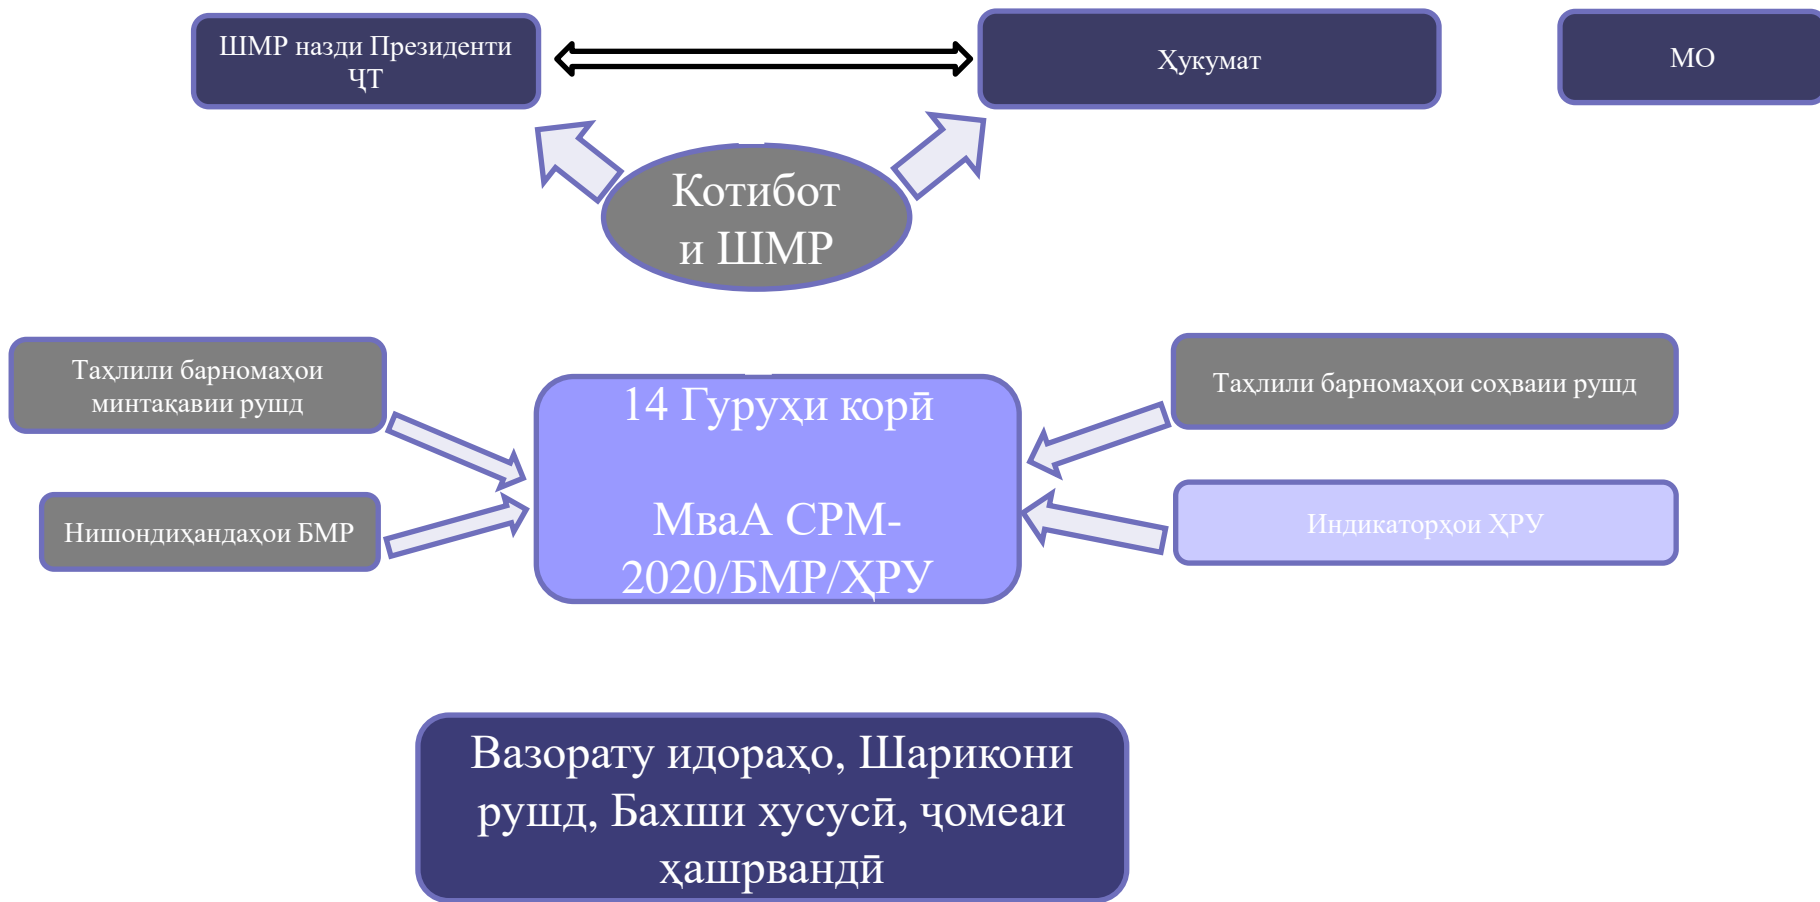 ШМР назди Президенти
ҶТ
Ҳукумат
МО
Котибот
и ШМР
Таҳлили барномаҳои
минтақавии рушд
14 Гуруҳи корӣ
Таҳлили барномаҳои соҳваии рушд
Нишондиҳандаҳои БМР
МваА СРМ-
2020/БМР/ҲРУ
Индикаторҳои ҲРУ
Вазорату идораҳо, Шарикони
рушд, Бахши хусусӣ, ҷомеаи
ҳашрвандӣ